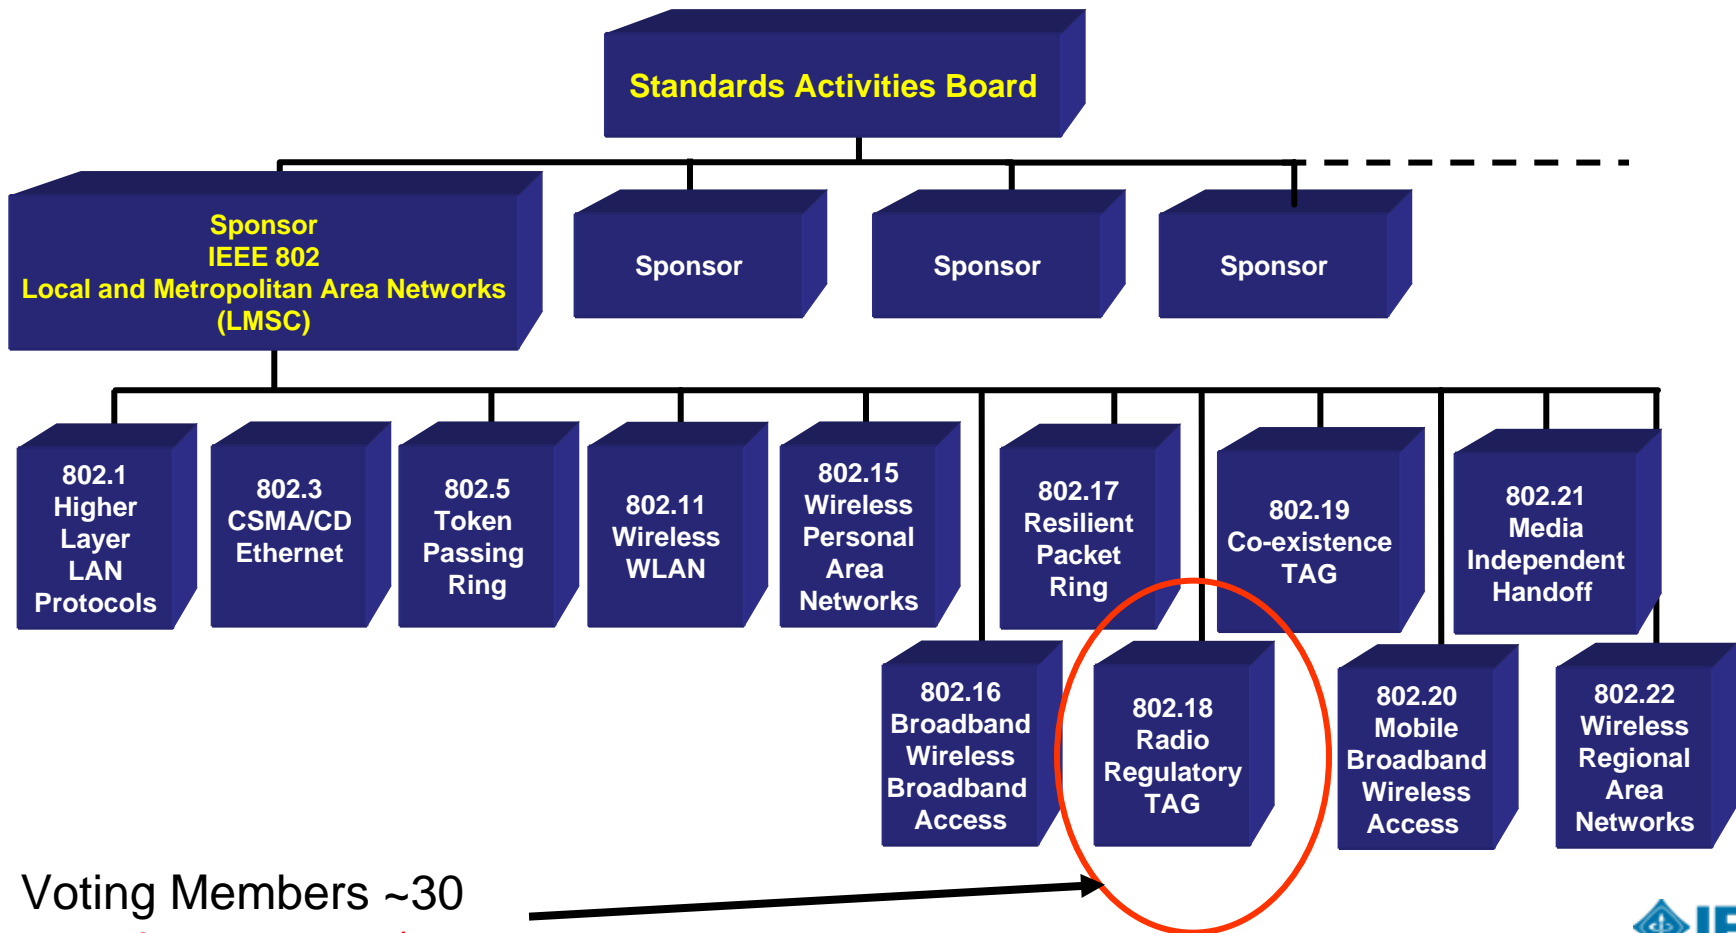 Standards Activities Board
Sponsor
IEEE 802
Local and Metropolitan Area Networks
(LMSC)
Sponsor
Sponsor
Sponsor
802.1
Higher
Layer
LAN
Protocols
802.3
CSMA/CD
Ethernet
802.5
Token
Passing
Ring
802.11
Wireless
WLAN
802.15
Wireless
Personal
Area
Networks
802.17
Resilient
Packet
Ring
802.19
Co-existence
TAG
802.21
Media
Independent
Handoff
802.16
Broadband
Wireless
Broadband
Access
802.18
Radio
Regulatory
TAG
802.20
Mobile
Broadband
Wireless
Access
802.22
Wireless
Regional
Area
Networks
Voting Members ~30